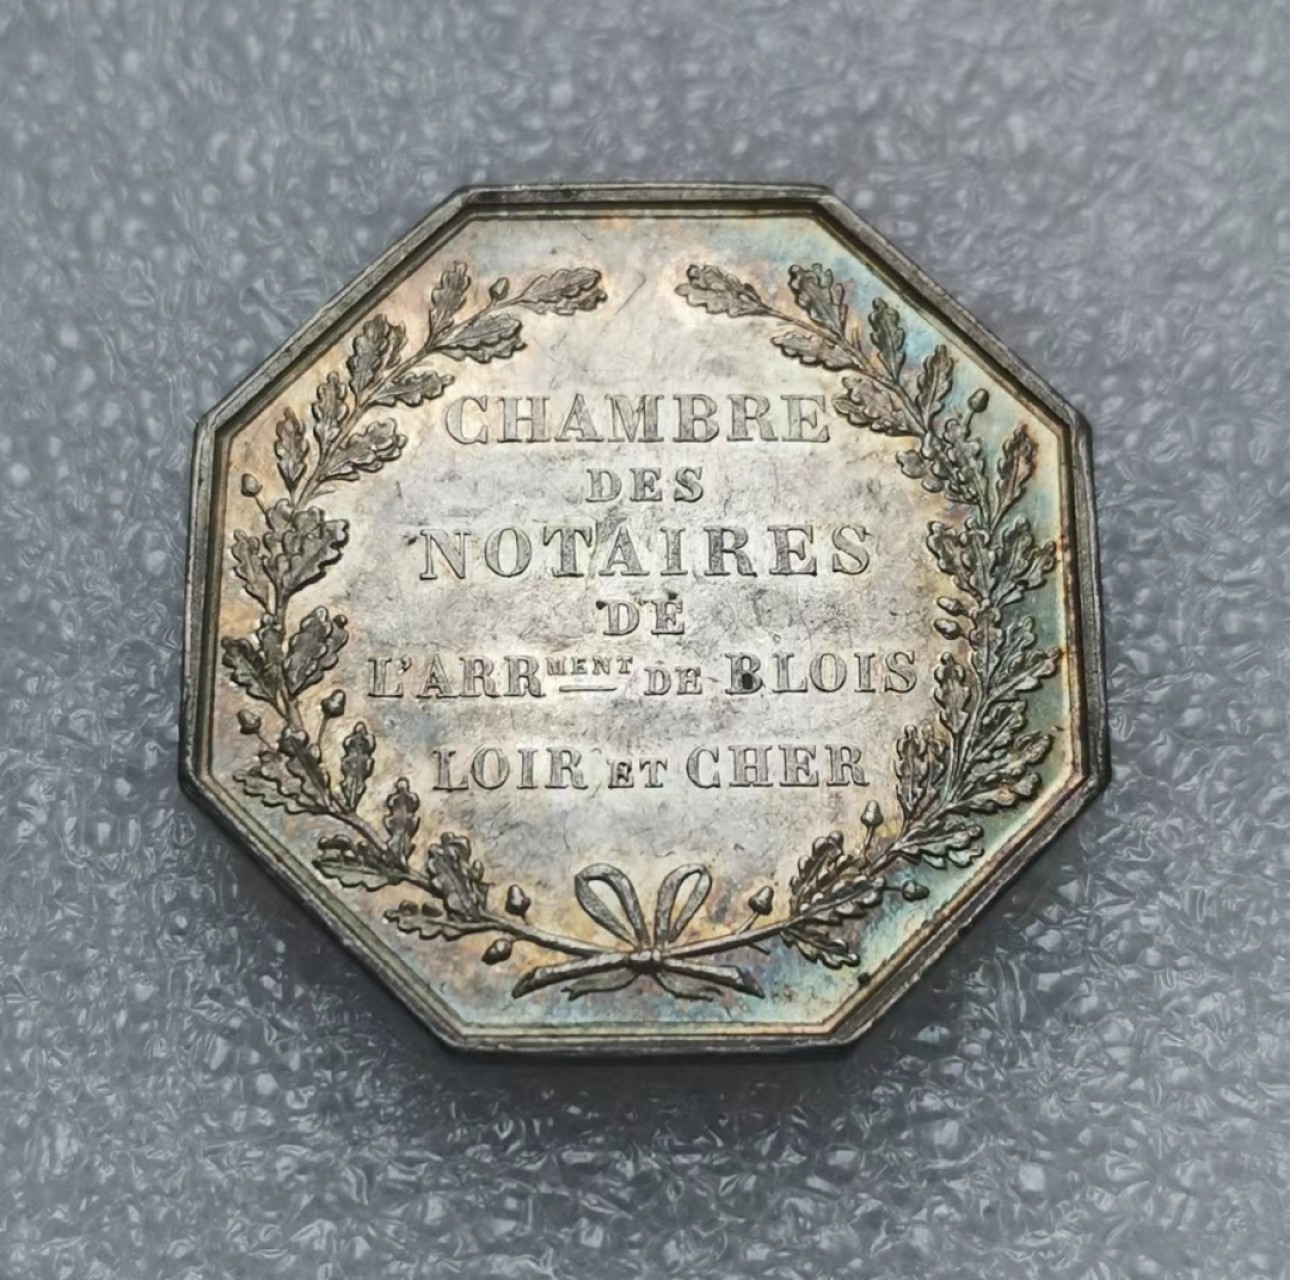 CHAMBRE
DES
NOTAIRES
DE
L'ARRMENT DE BLOIS
LOIR ET CHER